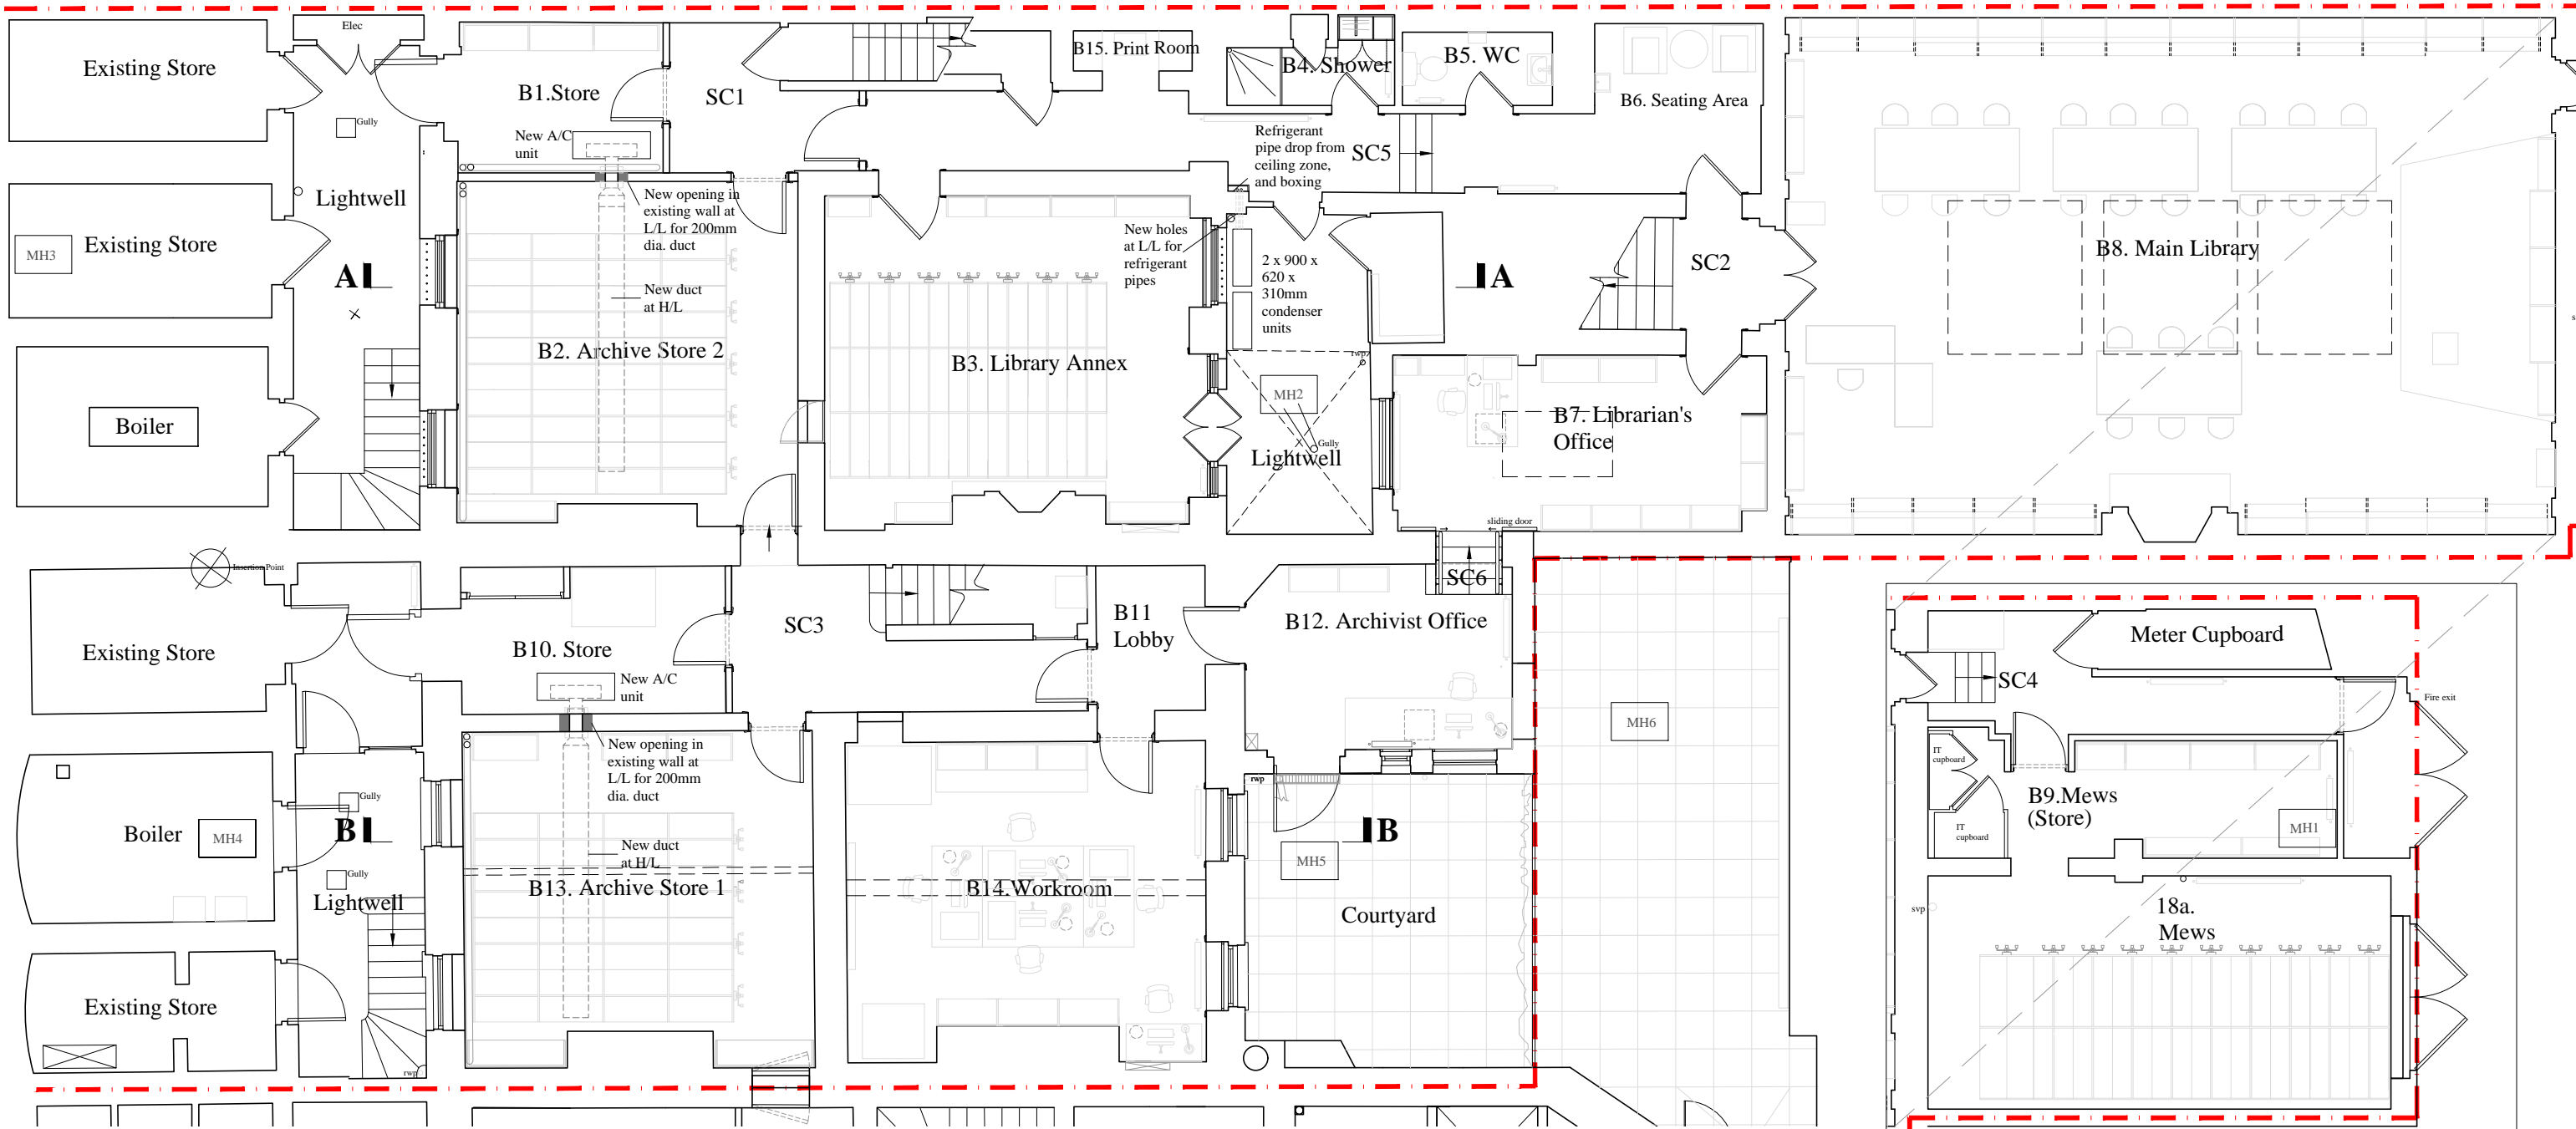 Elec
Existing Store
B1.Store
SC1
B15. Print Room
B4. Shower
B5. WC
B6. Seating Area
Gully
New A/C
unit
Refrigerant
pipe drop from
ceiling zone,
and boxing
SC5
Lightwell
New opening in
existing wall at
L/L for 200mm
dia. duct
New holes
at L/L for
refrigerant
pipes
MH3
Existing Store
A
New duct
at H/L
2 x 900 x
620 x
310mm
condenser
units
A
SC2
B8. Main Library
B2. Archive Store 2
B3. Library Annex
rwp
MH2
Boiler
B7. Librarian's
Office
Gully
Lightwell
sliding door
Insertion Point
SC6
Existing Store
B10. Store
SC3
B11
Lobby
B12. Archivist Office
Meter Cupboard
SC4
New A/C
unit
Fire exit
MH6
New opening in
existing wall at
L/L for 200mm
dia. duct
IT
cupboard
rwp
B9.Mews
(Store)
Gully
Boiler
MH4
B
B
IT
cupboard
MH1
New duct
at H/L
MH5
Gully
Lightwell
B13. Archive Store 1
B14.Workroom
Courtyard
svp
18a.
Mews
Existing Store
rwp